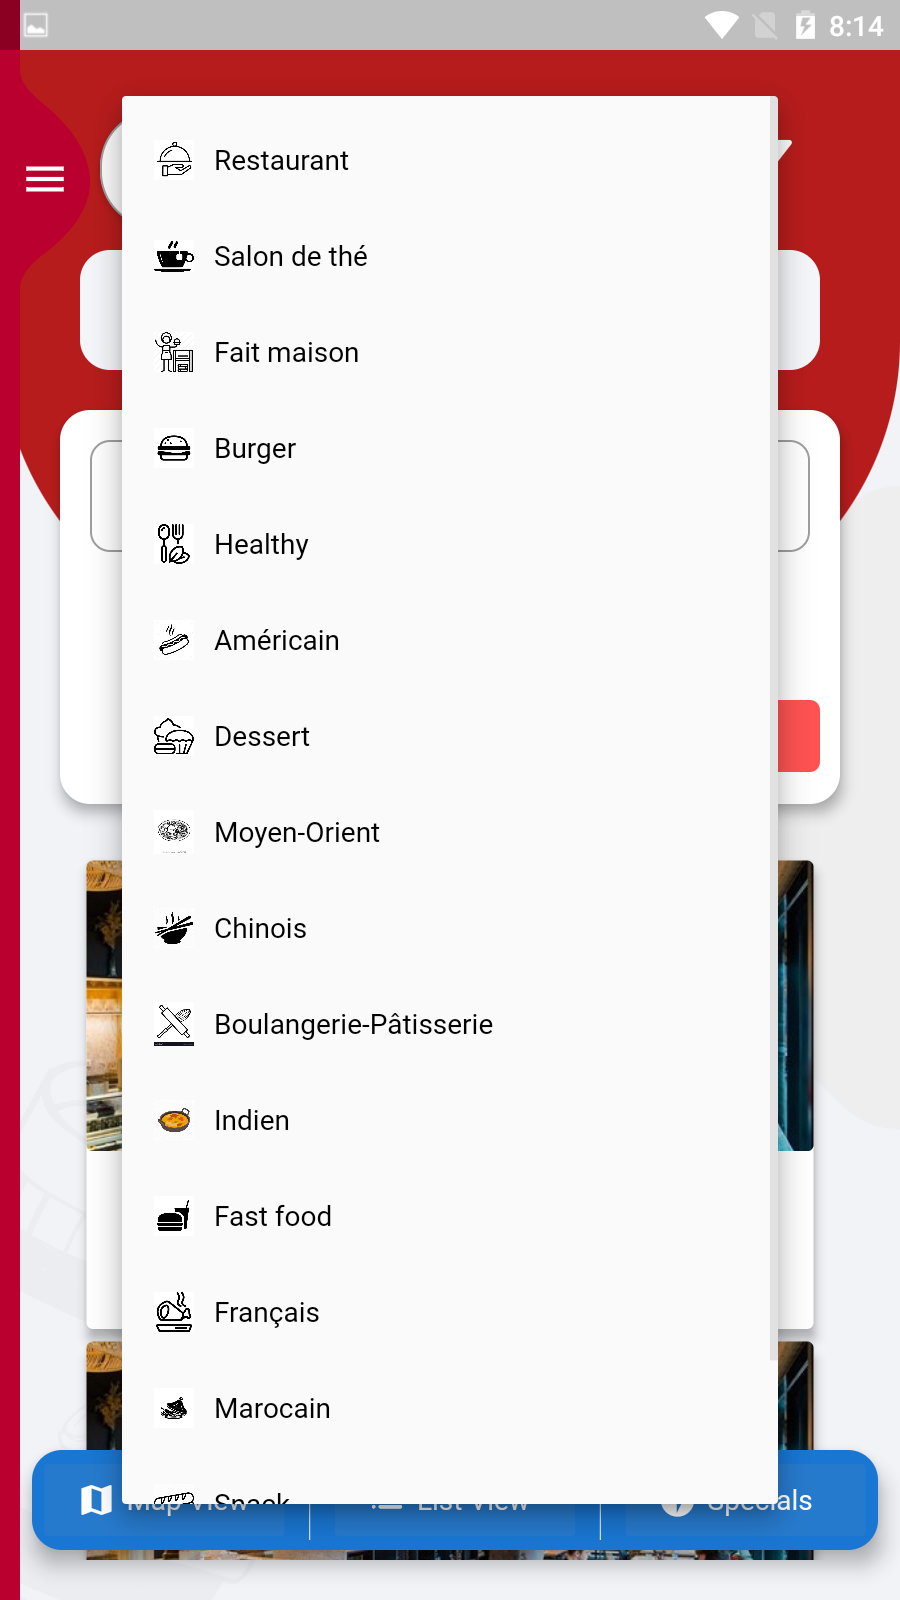 8:14
Restaurant
Salon de thé
Fait maison
Burger
Healthy
Américain
Dessert
Moyen-Orient
Chinois
Boulangerie-Pâtisserie
Indien
Fast food
Français
Marocain
Snack
Map View
List View
Specials